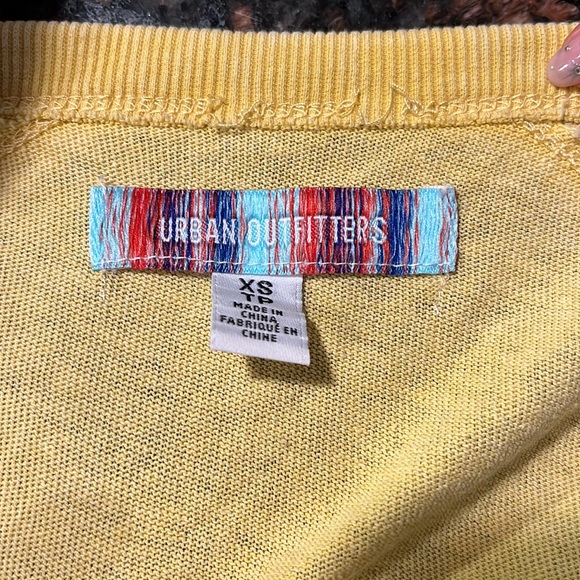 URBAN OUTFITTERS
XS
TP
MADE IN
CHINA
FABRIQUÉ EN
CHINE